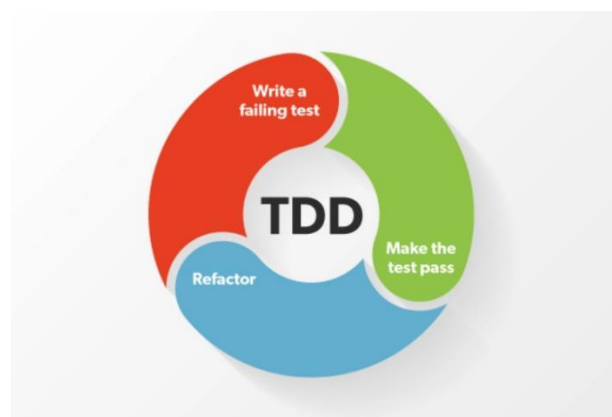 Write a
failing test
TDD
Make the
test pass
Refactor